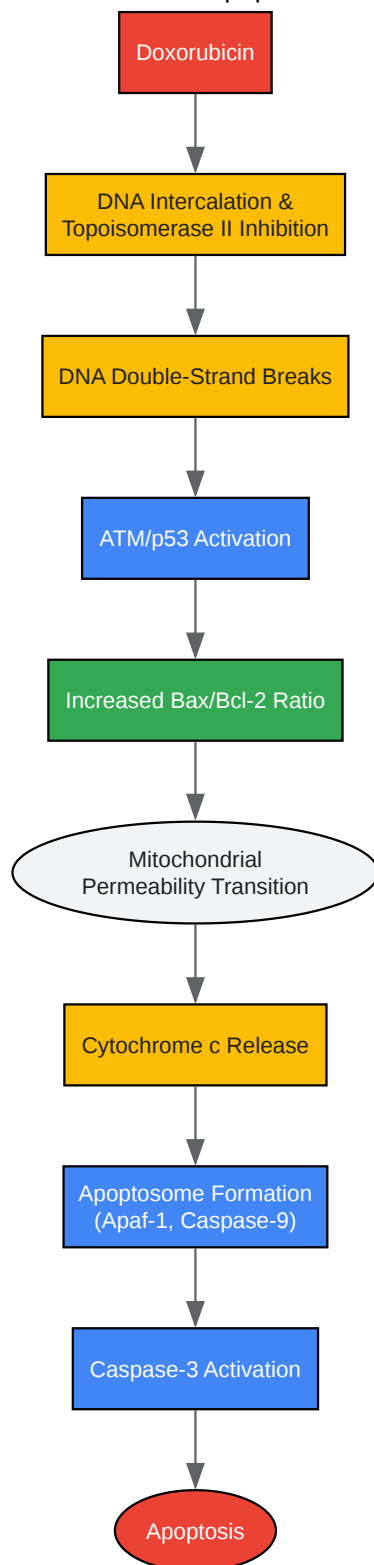 Doxorubicin
DNA Intercalation &
Topoisomerase II Inhibition
DNA Double-Strand Breaks
ATM/p53 Activation
Increased Bax/Bcl-2 Ratio
Mitochondrial
Permeability Transition
Cytochrome c Release
Apoptosome Formation
(Apaf-1, Caspase-9)
Caspase-3 Activation
Apoptosis